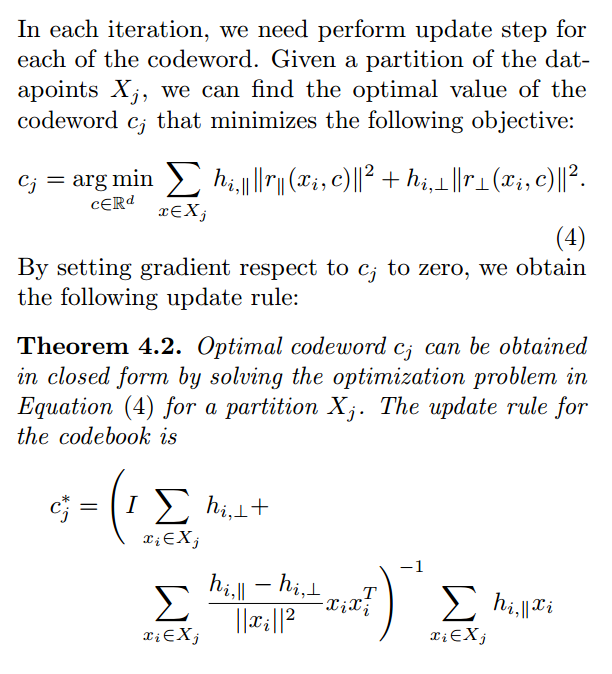 In each iteration, we need perform update step for
each of the codeword. Given a partition of the dat-
apoints $X_j$, we can find the optimal value of the
codeword $c_j$ that minimizes the following objective:
$c_j = \underset{c \in \mathbb{R}^d}{\arg\min} \sum_{x \in X_j} h_{i,\parallel} \|r_{\parallel}(x_i, c)\|^2 + h_{i,\perp} \|r_{\perp}(x_i, c)\|^2.$
(4)
By setting gradient respect to $c_j$ to zero, we obtain
the following update rule:
Theorem 4.2. Optimal codeword $c_j$ can be obtained
in closed form by solving the optimization problem in
Equation (4) for a partition $X_j$. The update rule for
the codebook is
$c_j^* = \Big( I \sum_{x_i \in X_j} h_{i,\perp} +$
$\sum_{x_i \in X_j} \frac{h_{i,\parallel} - h_{i,\perp}}{||x_i||^2} x_i x_i^T \Big)^{-1} \sum_{x_i \in X_j} h_{i,\parallel} x_i$